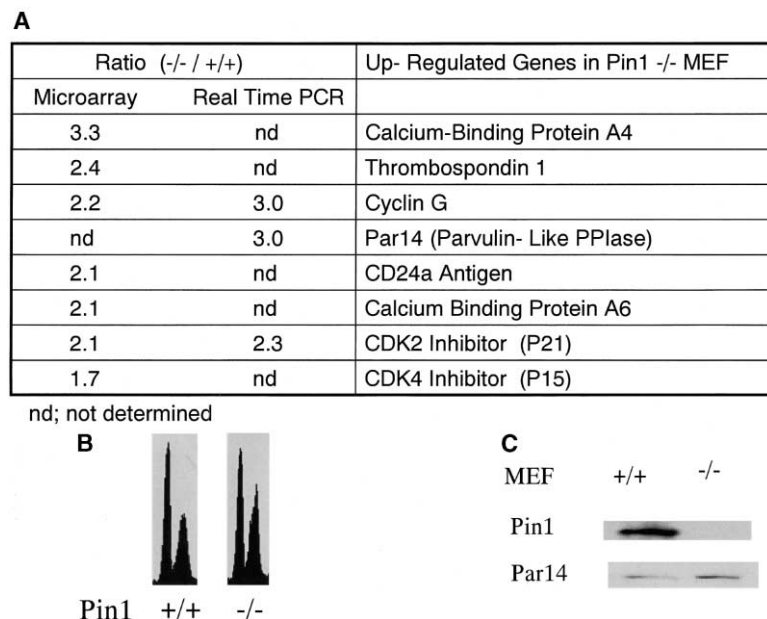 A
Ratio (-/- / +/+) Up- Regulated Genes in Pin1 -/- MEF
Microarray Real Time PCR
3.3 nd Calcium-Binding Protein A4
2.4 nd Thrombospondin 1
2.2 3.0 Cyclin G
nd 3.0 Par14 (Parvulin- Like PPlase)
2.1 nd CD24a Antigen
2.1 nd Calcium Binding Protein A6
2.1 2.3 CDK2 Inhibitor (P21)
1.7 nd CDK4 Inhibitor (P15)
nd; not determined
B
Pin1 +/+ -/-
C
MEF +/+ -/-
Pin1
Par14